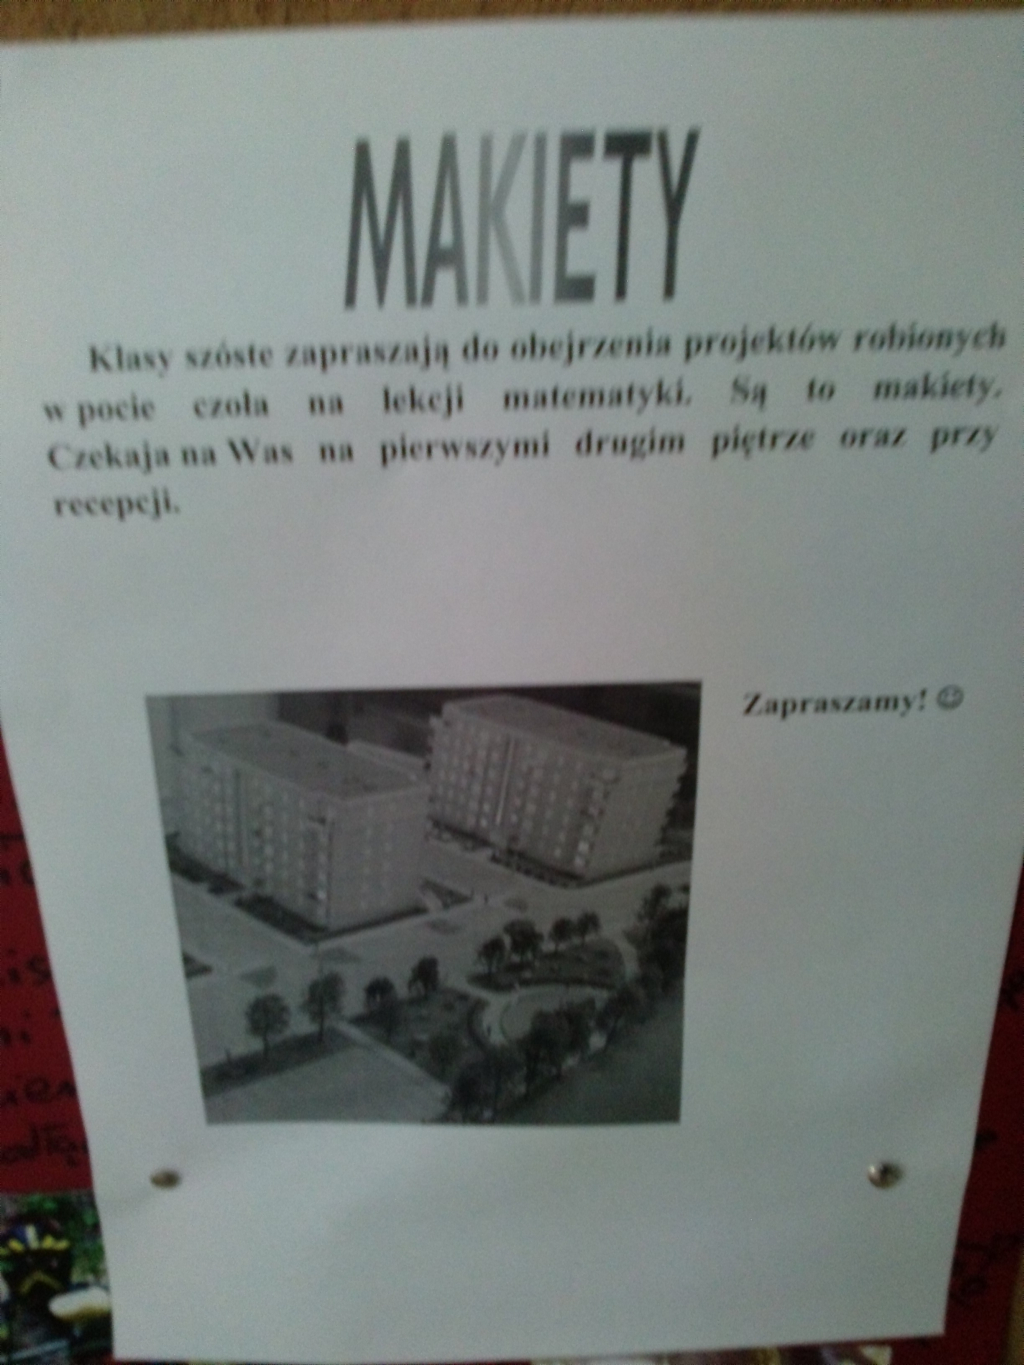 MAKIETY
Klasy szóste zapraszają do obejrzenia projektów robionych
w pocie czoła na lekcji matematyki. Są to makiety.
Czekaja na Was na pierwszymi drugim piętrze oraz przy
recepcji.
Zapraszamy! ☺